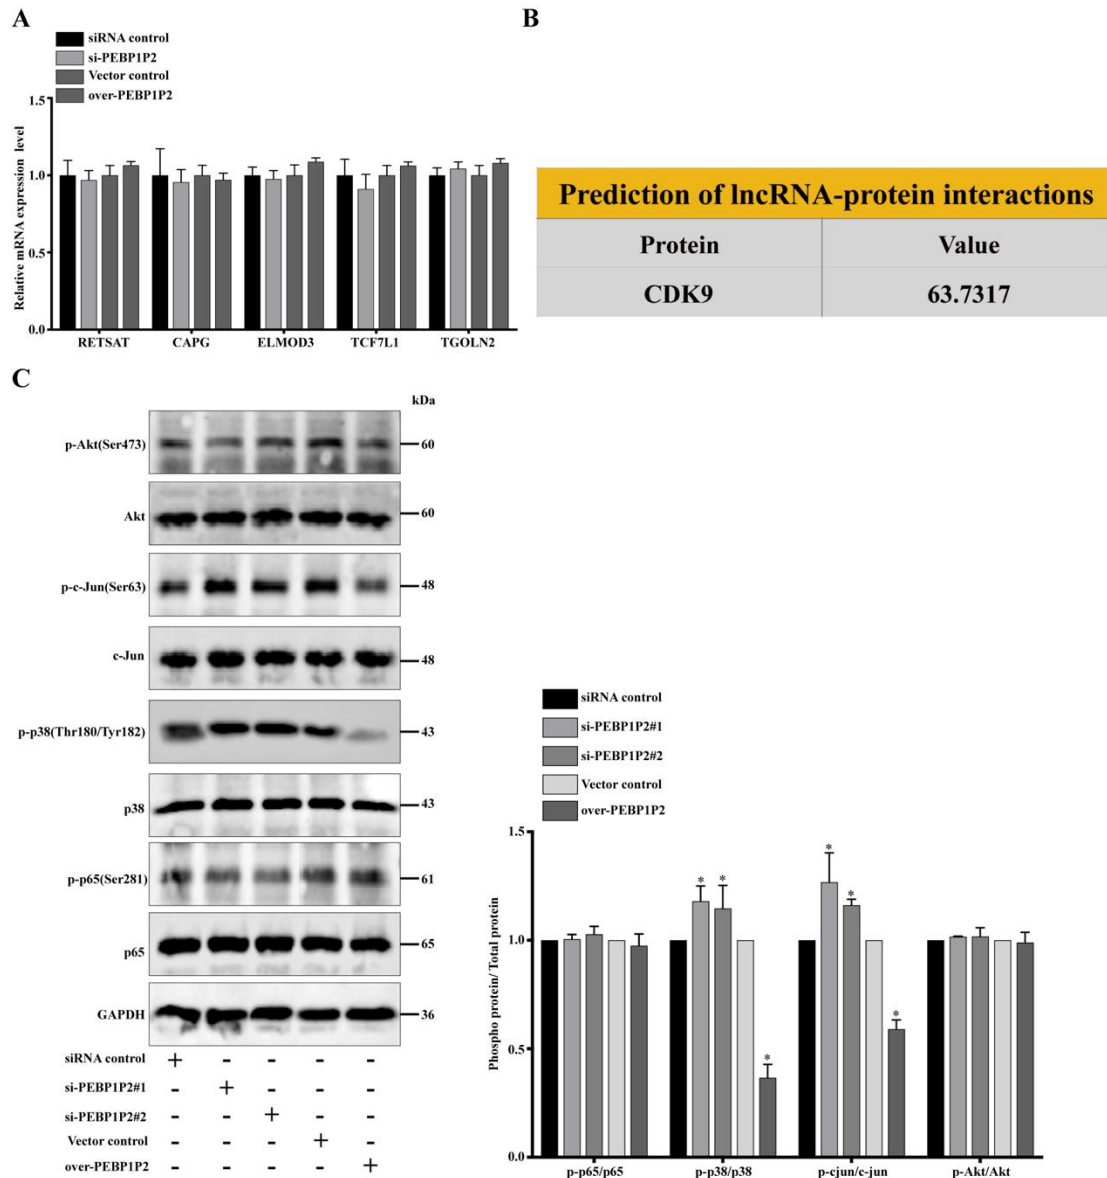 A
siRNA control
si-PEBP1P2
Vector control
over-PEBP1P2
Relative mRNA expression level
1.5
1.0
0.5
0.0
RETSAT CAPG ELMOD3 TCF7L1 TGOLN2
B
Prediction of lncRNA-protein interactions
Protein Value
CDK9 63.7317
C
kDa
p-Akt(Ser473) 60
Akt 60
p-c-Jun(Ser63) 48
c-Jun 48
p-p38(Thr180/Tyr182) 43
p38 43
p-p65(Ser281) 61
p65 65
GAPDH 36
siRNA control + - - - -
si-PEBP1P2#1 - + - - -
si-PEBP1P2#2 - - + - -
Vector control - - - + -
over-PEBP1P2 - - - - +
siRNA control
si-PEBP1P2#1
si-PEBP1P2#2
Vector control
over-PEBP1P2
Phospho protein/ Total protein
1.5
1.0
0.5
0.0
* * * * * *
p-p65/p65 p-p38/p38 p-cjun/c-jun p-Akt/Akt